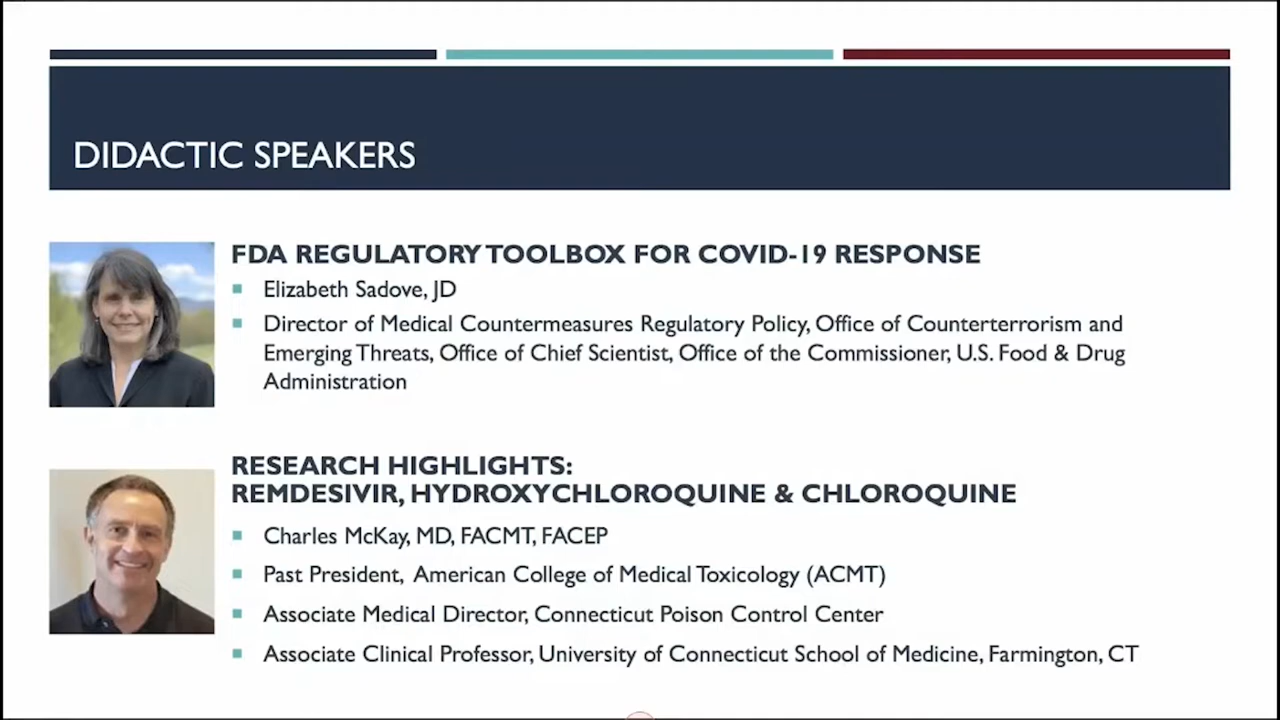 DIDACTIC SPEAKERS
FDA REGULATORY TOOLBOX FOR COVID-19 RESPONSE
Elizabeth Sadove, JD
Director of Medical Countermeasures Regulatory Policy, Office of Counterterrorism and
Emerging Threats, Office of Chief Scientist, Office of the Commissioner, U.S. Food & Drug
Administration
RESEARCH HIGHLIGHTS:
REMDESIVIR, HYDROXYCHLOROQUINE & CHLOROQUINE
Charles McKay, MD, FACMT, FACEP
Past President, American College of Medical Toxicology (ACMT)
Associate Medical Director, Connecticut Poison Control Center
Associate Clinical Professor, University of Connecticut School of Medicine, Farmington, CT